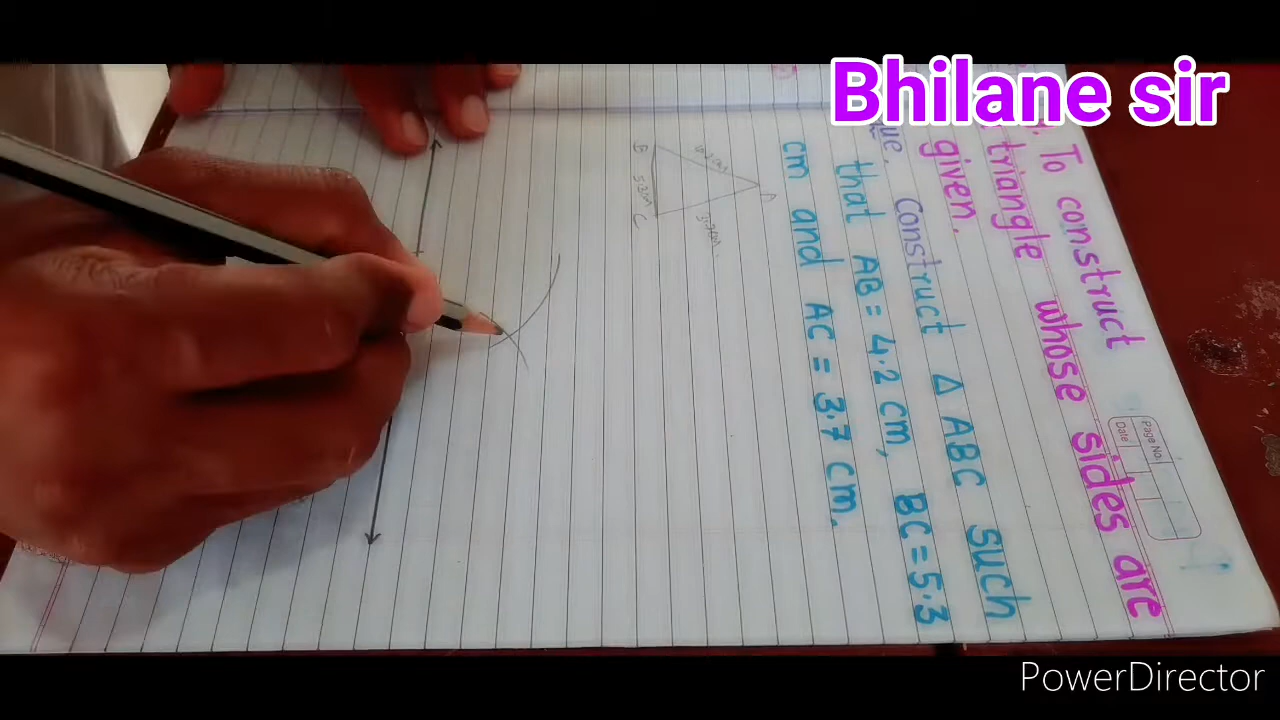 Bhilane sir
Page No.
Date
To construct
triangle whose sides are
given.
Construct Δ ABC such
that AB = 4.2 cm, BC = 5.3
cm and AC = 3.7 cm.
A
B
C
PowerDirector